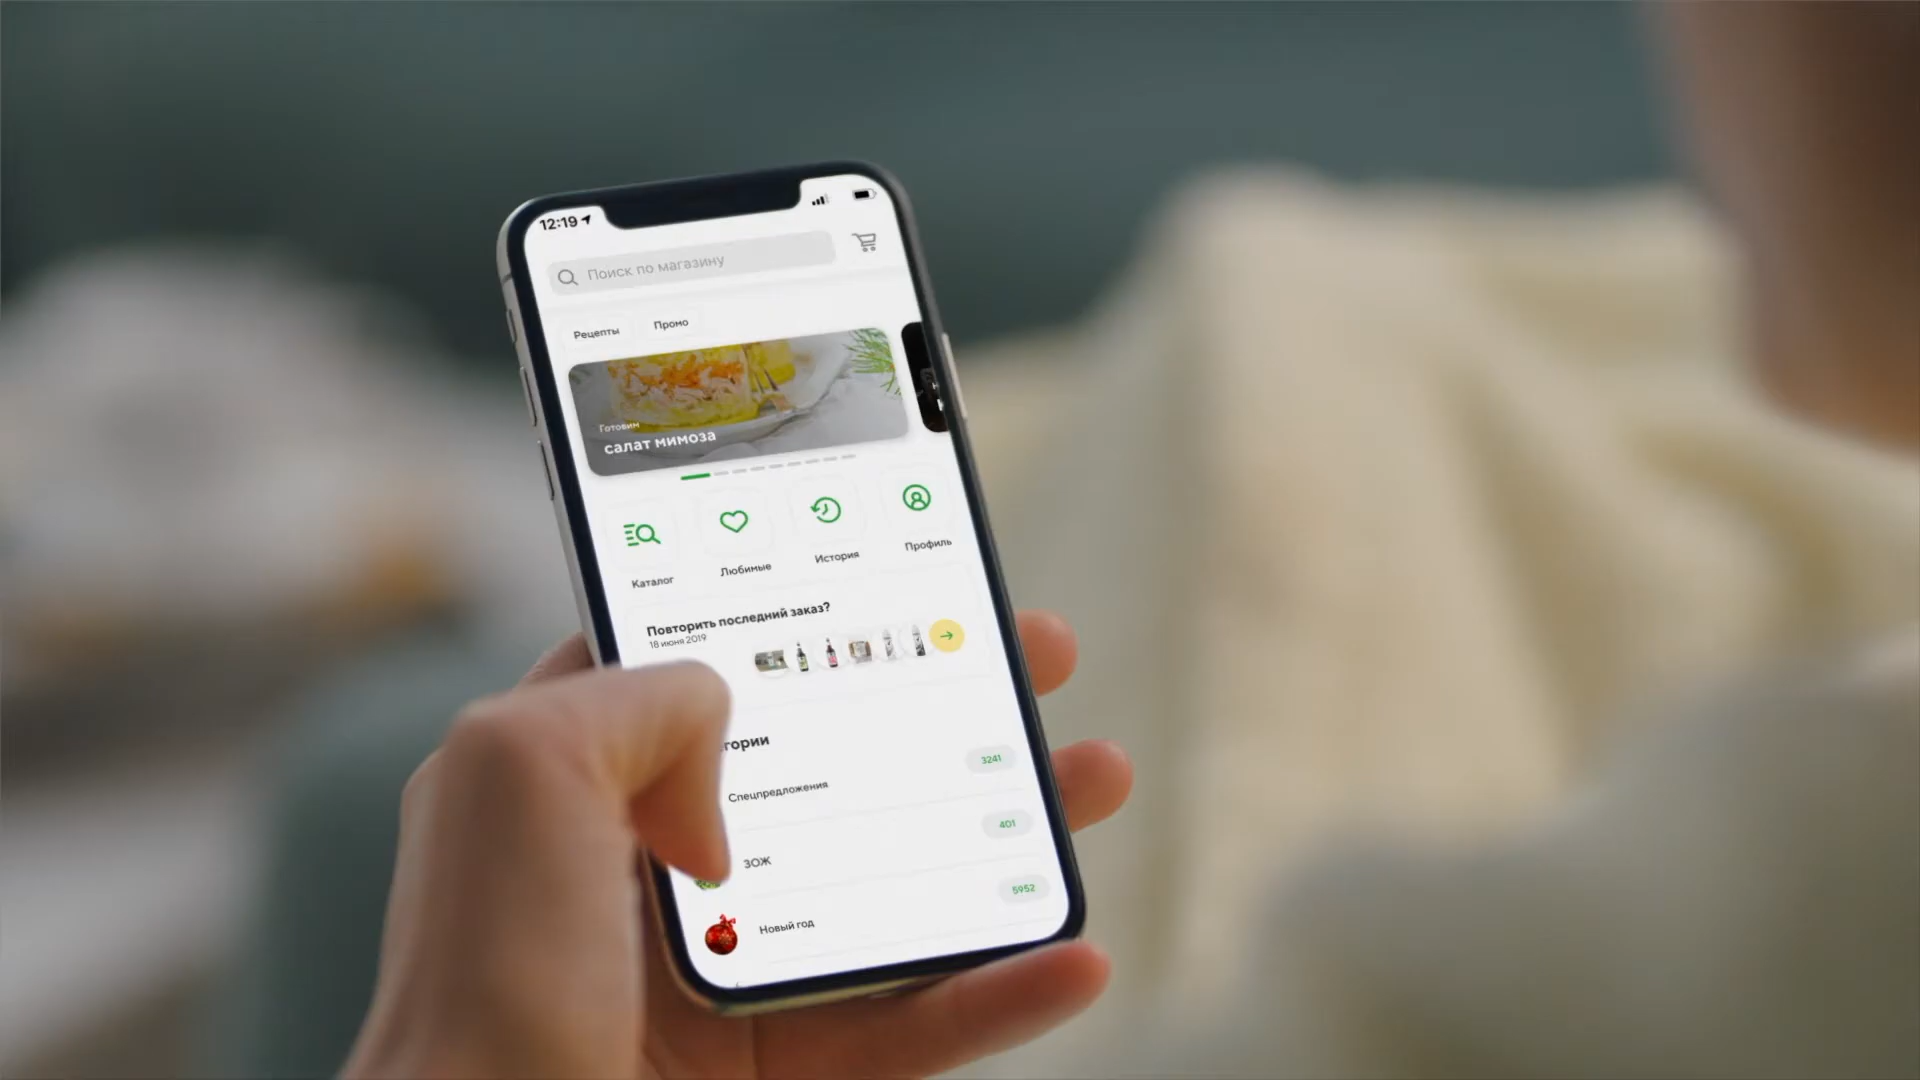 12:19
Поиск по магазину
Рецепты
Промо
Готовим
салат мимоза
Каталог
Любимые
История
Профиль
Повторить последний заказ?
18 июня 2019
гории
Спецпредложения
3241
ЗОЖ
401
Новый год
5952